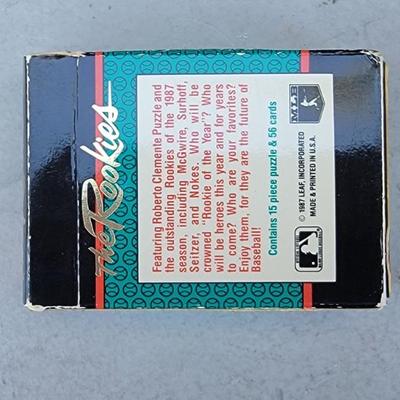 The Rookies
Featuring Roberto Clemente Puzzle and
the outstanding Rookies of the 1987
season including McGwire, Surhoff,
Seitzer, and Nokes. Who will be
crowned "Rookie of the Year"? Who
will be heroes this year and for years
to come? Who are your favorites?
Enjoy them, for they are the future of
Baseball!
Contains 15 piece puzzle & 56 cards
© 1987 LEAF, INCORPORATED
MADE & PRINTED IN U.S.A.